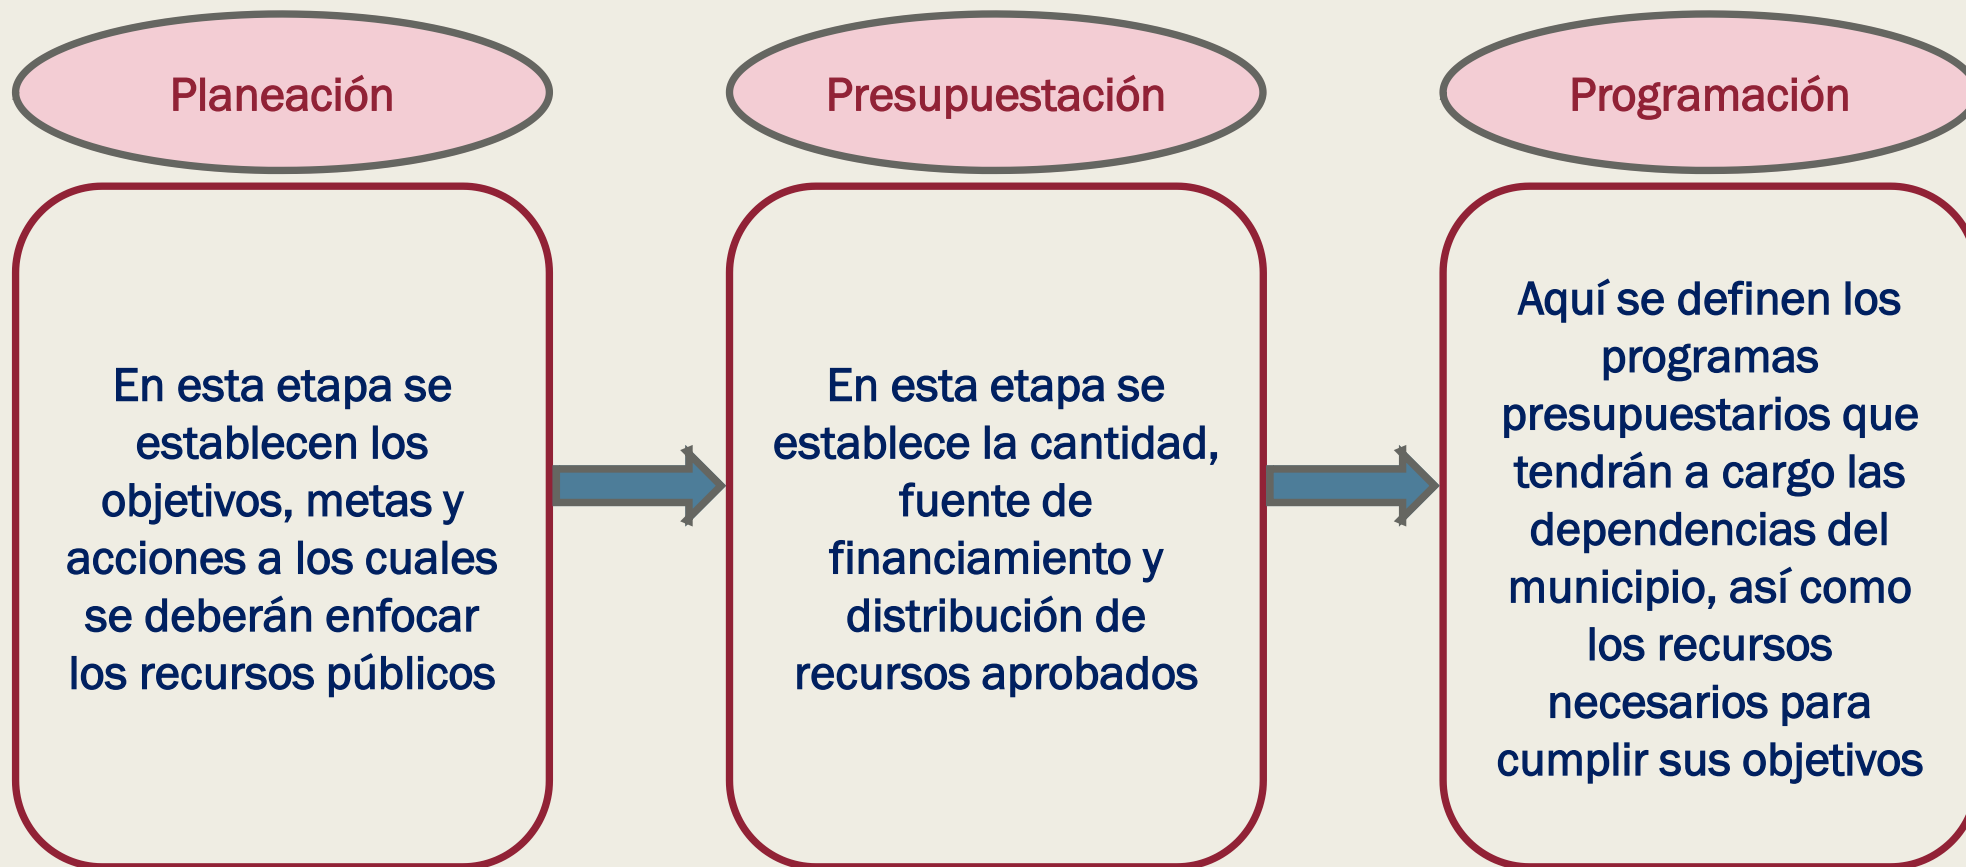 Planeación
Presupuestación
Programación
En esta etapa se
establecen los
objetivos, metas y
acciones a los cuales
se deberán enfocar
los recursos públicos
En esta etapa se
establece la cantidad,
fuente de
financiamiento y
distribución de
recursos aprobados
Aquí se definen los
programas
presupuestarios que
tendrán a cargo las
dependencias del
municipio, así como
los recursos
necesarios para
cumplir sus objetivos